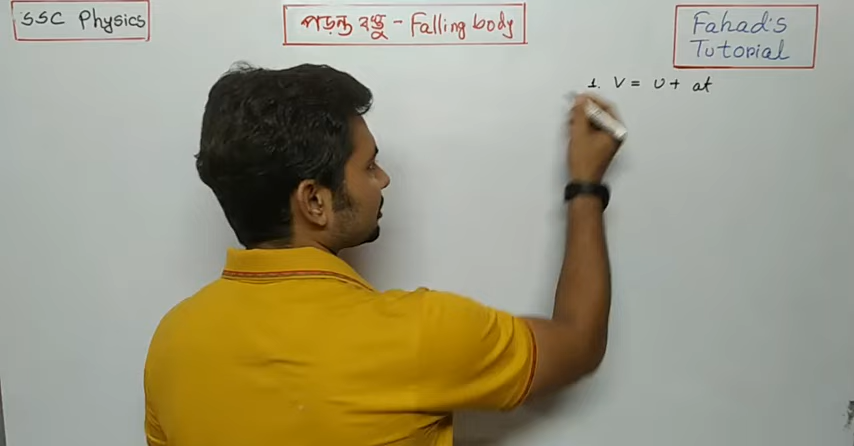 SSC Physics
পড়ন্ত বস্তু - Falling body
Fahad's
Tutorial
1. V = U + at